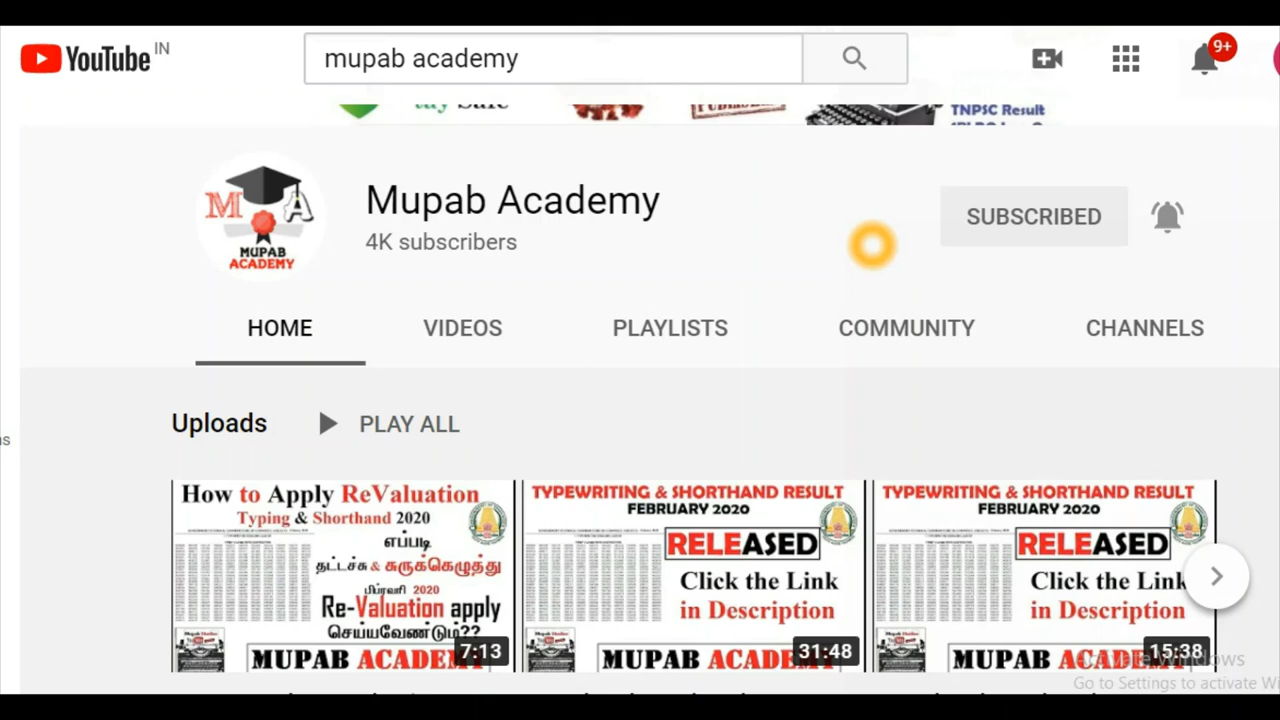 YouTube IN
mupab academy
9+
TNPSC Result
M A
MUPAB
ACADEMY
Mupab Academy
4K subscribers
SUBSCRIBED
HOME VIDEOS PLAYLISTS COMMUNITY CHANNELS
Uploads PLAY ALL
How to Apply ReValuation
Typing & Shorthand 2020
எப்படி
தட்டச்சு & சுருக்கெழுத்து
பிப்ரவரி 2020
Re-Valuation apply
செய்யவேண்டும்??
MUPAB ACADEMY
7:13
TYPEWRITING & SHORTHAND RESULT
FEBRUARY 2020
RELEASED
Click the Link
in Description
MUPAB ACADEMY
31:48
TYPEWRITING & SHORTHAND RESULT
FEBRUARY 2020
RELEASED
Click the Link
in Description
MUPAB ACADEMY
15:38
Activate Windows
Go to Settings to activate Wi